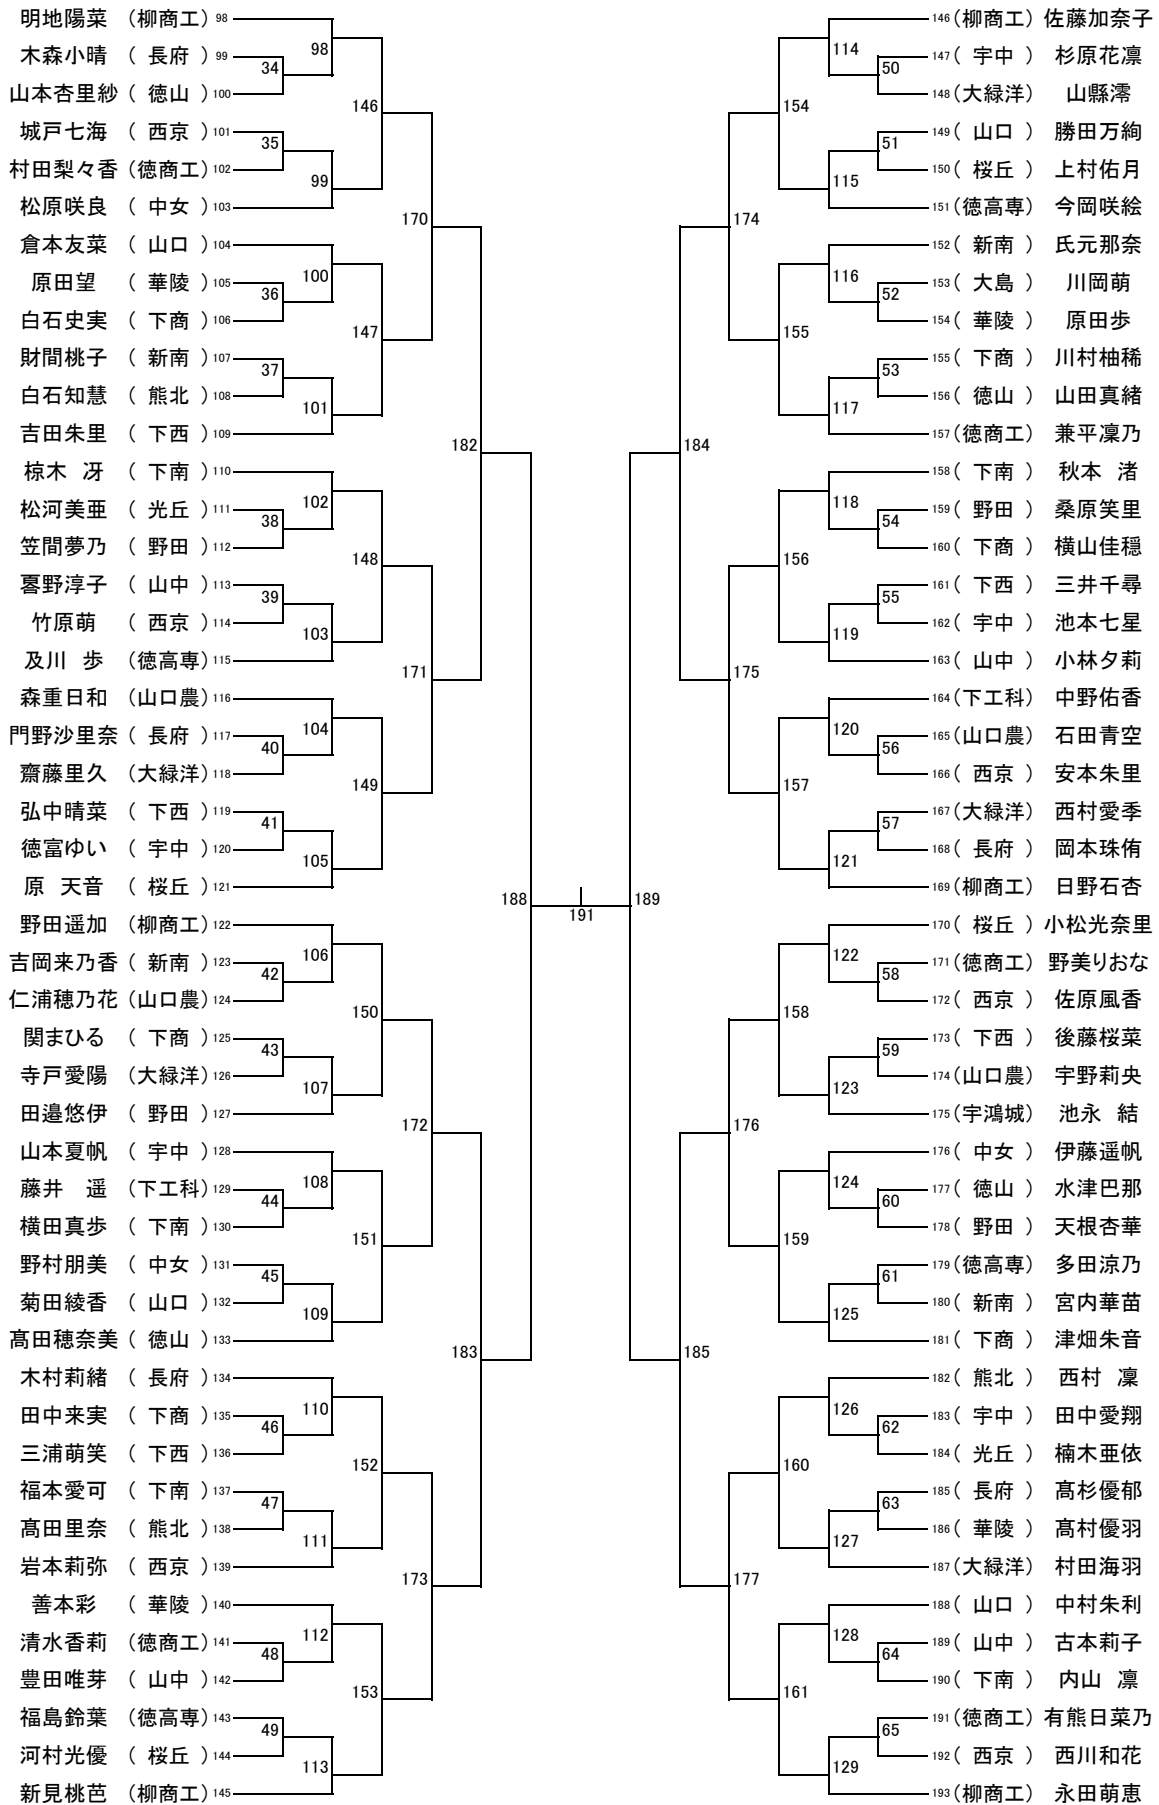 明地陽菜 (柳商工) 98
木森小晴 ( 長府 ) 99
山本杏里紗 ( 徳山 ) 100
城戸七海 ( 西京 ) 101
村田梨々香 (徳商工) 102
松原咲良 ( 中女 ) 103
倉本友菜 ( 山口 ) 104
原田望 ( 華陵 ) 105
白石史実 ( 下商 ) 106
財間桃子 ( 新南 ) 107
白石知慧 ( 熊北 ) 108
吉田朱里 ( 下西 ) 109
椋木 冴 ( 下南 ) 110
松河美亜 ( 光丘 ) 111
笠間夢乃 ( 野田 ) 112
野淳子 ( 山中 ) 113
竹原萌 ( 西京 ) 114
及川 歩 (徳高専) 115
森重日和 (山口農) 116
門野沙里奈 ( 長府 ) 117
齋藤里久 (大緑洋) 118
弘中晴菜 ( 下西 ) 119
徳富ゆい ( 宇中 ) 120
原 天音 ( 桜丘 ) 121
野田遥加 (柳商工) 122
吉岡来乃香 ( 新南 ) 123
仁浦穂乃花 (山口農) 124
関まひる ( 下商 ) 125
寺戸愛陽 (大緑洋) 126
田邉悠伊 ( 野田 ) 127
山本夏帆 ( 宇中 ) 128
藤井 遥 (下工科) 129
横田真歩 ( 下南 ) 130
野村朋美 ( 中女 ) 131
菊田綾香 ( 山口 ) 132
髙田穂奈美 ( 徳山 ) 133
木村莉緒 ( 長府 ) 134
田中来実 ( 下商 ) 135
三浦萌笑 ( 下西 ) 136
福本愛可 ( 下南 ) 137
髙田里奈 ( 熊北 ) 138
岩本莉弥 ( 西京 ) 139
善本彩 ( 華陵 ) 140
清水香莉 (徳商工) 141
豊田唯芽 ( 山中 ) 142
福島鈴葉 (徳高専) 143
河村光優 ( 桜丘 ) 144
新見桃芭 (柳商工) 145
34
35
36
37
38
39
40
41
42
43
44
45
46
47
48
49
98
99
100
101
102
103
104
105
106
107
108
109
110
111
112
113
146
147
148
149
150
151
152
153
170
171
172
173
182
183
188
191
189
184
185
174
175
176
177
154
155
156
157
158
159
160
161
114
115
116
117
118
119
120
121
122
123
124
125
126
127
128
129
50
51
52
53
54
55
56
57
58
59
60
61
62
63
64
65
146 (柳商工) 佐藤加奈子
147 ( 宇中 ) 杉原花凛
148 (大緑洋) 山縣澪
149 ( 山口 ) 勝田万絢
150 ( 桜丘 ) 上村佑月
151 (徳高専) 今岡咲絵
152 ( 新南 ) 氏元那奈
153 ( 大島 ) 川岡萌
154 ( 華陵 ) 原田歩
155 ( 下商 ) 川村柚稀
156 ( 徳山 ) 山田真緒
157 (徳商工) 兼平凜乃
158 ( 下南 ) 秋本 渚
159 ( 野田 ) 桑原笑里
160 ( 下商 ) 横山佳穏
161 ( 下西 ) 三井千尋
162 ( 宇中 ) 池本七星
163 ( 山中 ) 小林夕莉
164 (下工科) 中野佑香
165 (山口農) 石田青空
166 ( 西京 ) 安本朱里
167 (大緑洋) 西村愛季
168 ( 長府 ) 岡本珠侑
169 (柳商工) 日野石杏
170 ( 桜丘 ) 小松光奈里
171 (徳商工) 野美りおな
172 ( 西京 ) 佐原風香
173 ( 下西 ) 後藤桜菜
174 (山口農) 宇野莉央
175 (宇鴻城) 池永 結
176 ( 中女 ) 伊藤遥帆
177 ( 徳山 ) 水津巴那
178 ( 野田 ) 天根杏華
179 (徳高専) 多田涼乃
180 ( 新南 ) 宮内華苗
181 ( 下商 ) 津畑朱音
182 ( 熊北 ) 西村 凜
183 ( 宇中 ) 田中愛翔
184 ( 光丘 ) 楠木亜依
185 ( 長府 ) 髙杉優郁
186 ( 華陵 ) 髙村優羽
187 (大緑洋) 村田海羽
188 ( 山口 ) 中村朱利
189 ( 山中 ) 古本莉子
190 ( 下南 ) 内山 凛
191 (徳商工) 有熊日菜乃
192 ( 西京 ) 西川和花
193 (柳商工) 永田萌恵